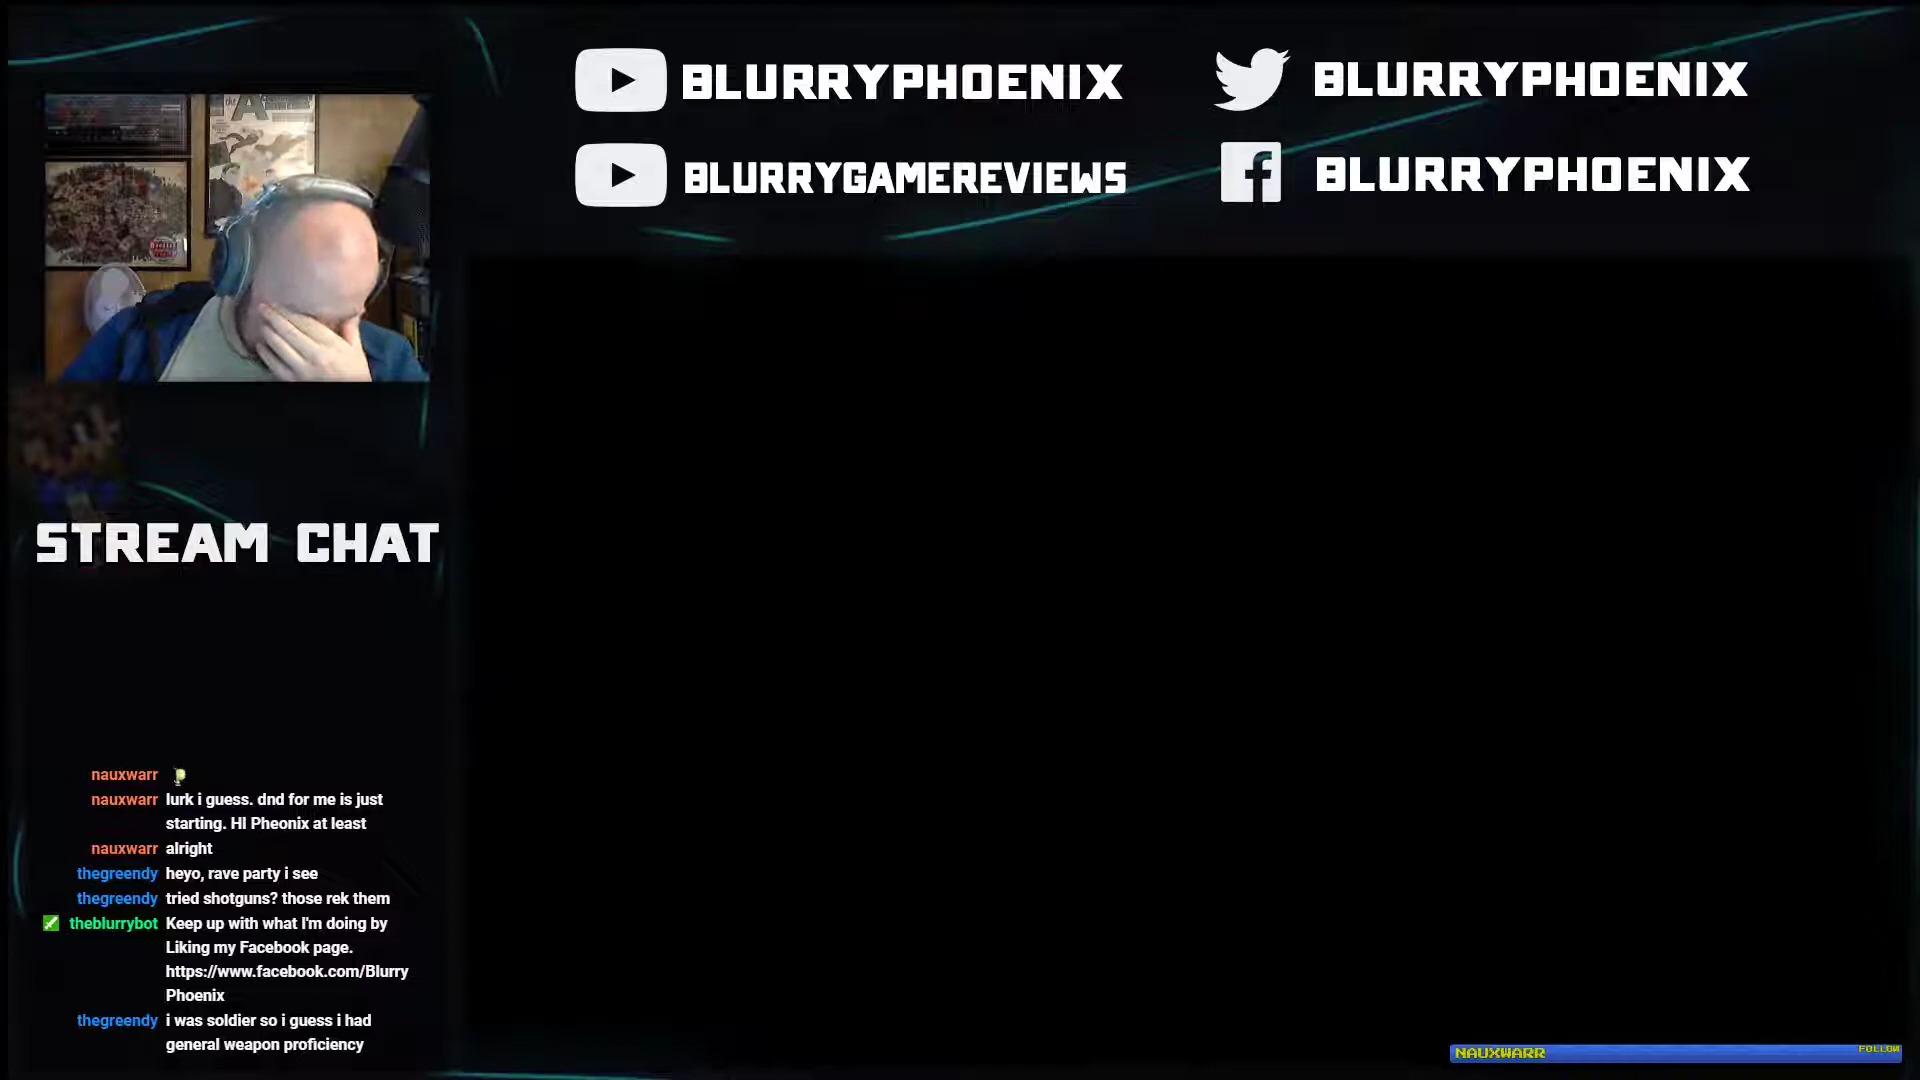 BLURRYPHOENIX
BLURRYPHOENIX
BLURRYGAMEREVIEWS
BLURRYPHOENIX
STREAM CHAT
nauxwarr
nauxwarr lurk i guess. dnd for me is just
starting. HI Pheonix at least
nauxwarr alright
thegreendy heyo, rave party i see
thegreendy tried shotguns? those rek them
theblurrybot Keep up with what I'm doing by
Liking my Facebook page.
https://www.facebook.com/Blurry
Phoenix
thegreendy i was soldier so i guess i had
general weapon proficiency
NAUXWARR FOLLOW